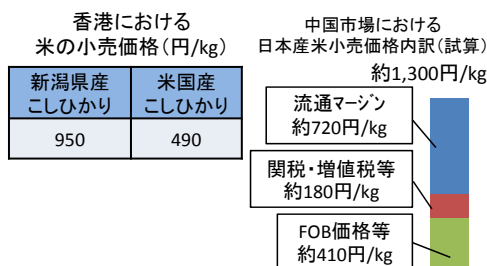 香港における
米の小売価格（円/kg）
新潟県産
こしひかり
米国産
こしひかり
950
490
中国市場における
日本産米小売価格内訳（試算）
約1,300円/kg
流通マージン
約720円/kg
関税・増値税等
約180円/kg
FOB価格等
約410円/kg